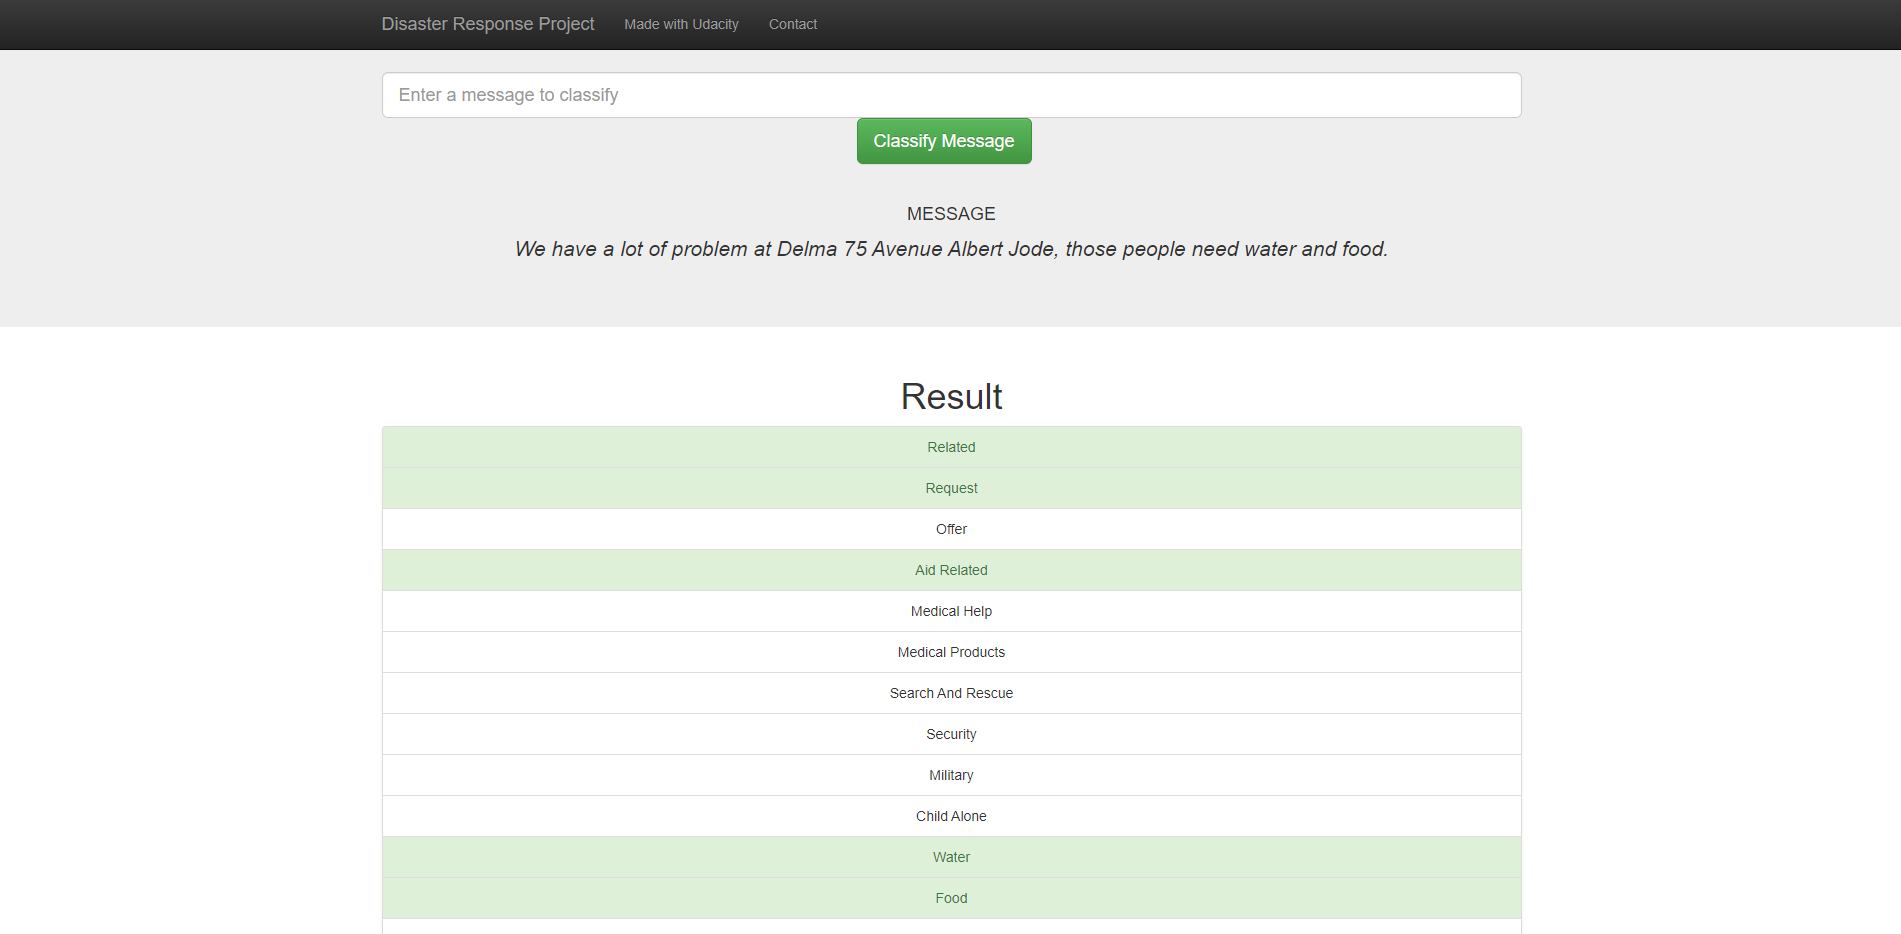 Disaster Response Project Made with Udacity Contact
Enter a message to classify
Classify Message
MESSAGE
We have a lot of problem at Delma 75 Avenue Albert Jode, those people need water and food.
Result
Related
Request
Offer
Aid Related
Medical Help
Medical Products
Search And Rescue
Security
Military
Child Alone
Water
Food